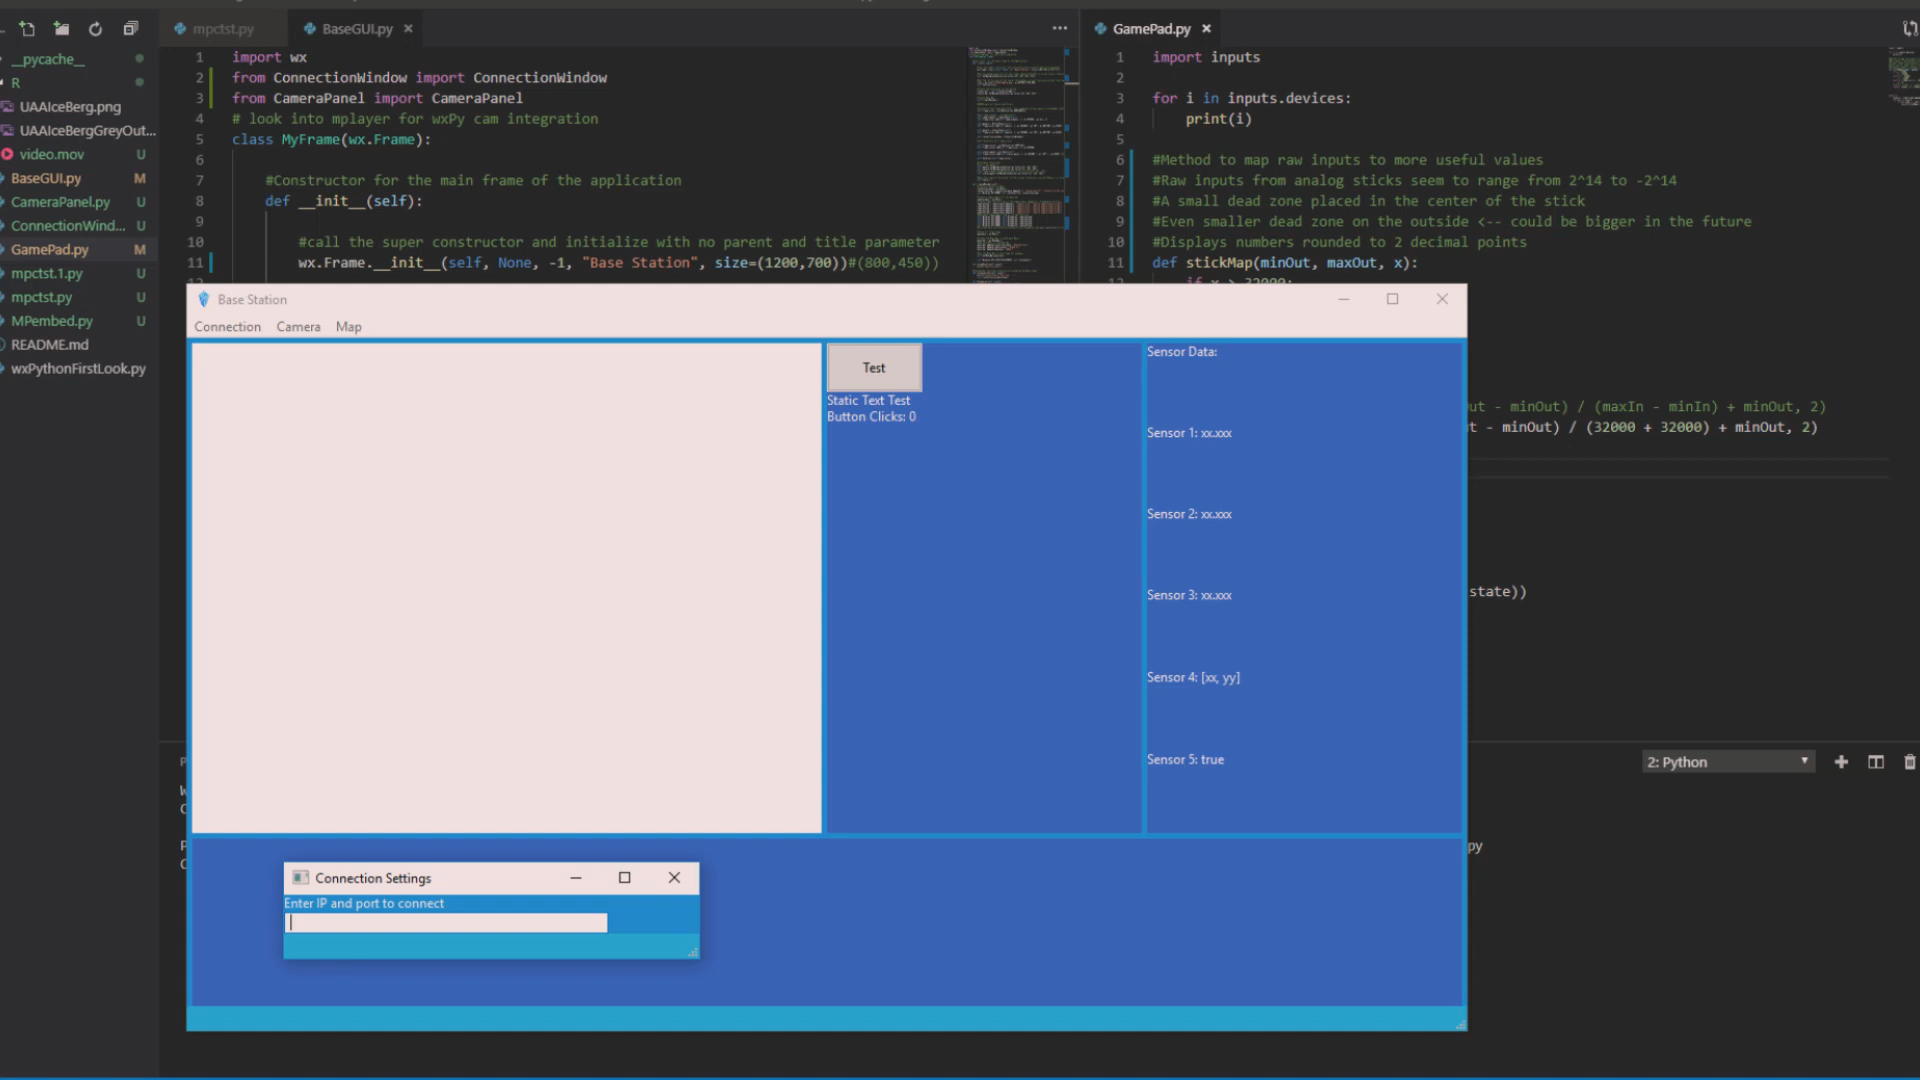 mpctst.py
BaseGUI.py
GamePad.py
__pycache__
R
UAAIceBerg.png
UAAIceBergGreyOut...
video.mov U
BaseGUI.py M
CameraPanel.py U
ConnectionWind... U
GamePad.py M
mpctst.1.py U
mpctst.py U
MPembed.py U
README.md
wxPythonFirstLook.py
1 import wx
2 from ConnectionWindow import ConnectionWindow
3 from CameraPanel import CameraPanel
4 # look into mplayer for wxPy cam integration
5 class MyFrame(wx.Frame):
6
7 #Constructor for the main frame of the application
8 def __init__(self):
9
10 #call the super constructor and initialize with no parent and title parameter
11 wx.Frame.__init__(self, None, -1, "Base Station", size=(1200,700))#(800,450))
1 import inputs
2
3 for i in inputs.devices:
4 print(i)
5
6 #Method to map raw inputs to more useful values
7 #Raw inputs from analog sticks seem to range from 2^14 to -2^14
8 #A small dead zone placed in the center of the stick
9 #Even smaller dead zone on the outside <-- could be bigger in the future
10 #Displays numbers rounded to 2 decimal points
11 def stickMap(minOut, maxOut, x):
ut - minOut) / (maxIn - minIn) + minOut, 2)
t - minOut) / (32000 + 32000) + minOut, 2)
state))
2: Python
py
Base Station
Connection Camera Map
Test
Static Text Test
Button Clicks: 0
Sensor Data:
Sensor 1: xx.xxx
Sensor 2: xx.xxx
Sensor 3: xx.xxx
Sensor 4: [xx, yy]
Sensor 5: true
Connection Settings
Enter IP and port to connect